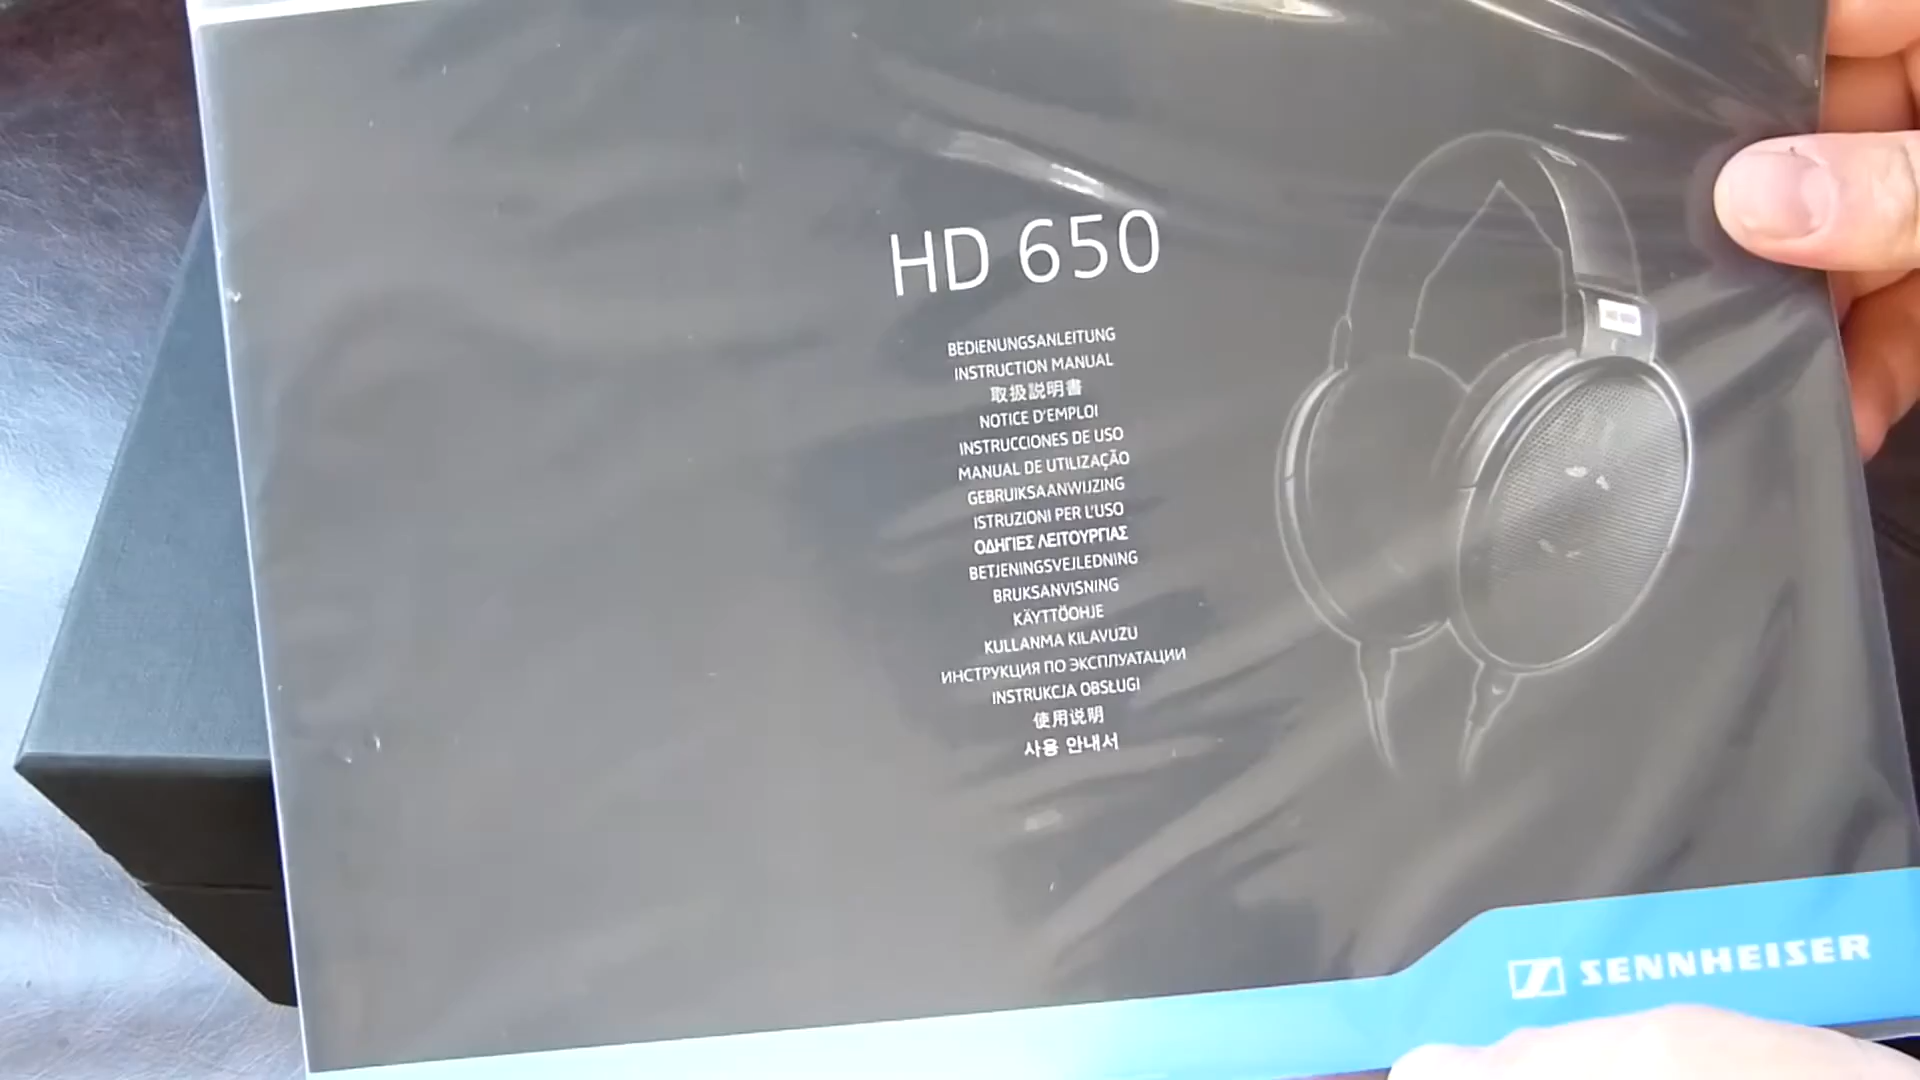 HD 650
BEDIENUNGSANLEITUNG
INSTRUCTION MANUAL
取扱説明書
NOTICE D'EMPLOI
INSTRUCCIONES DE USO
MANUAL DE UTILIZAÇÃO
GEBRUIKSAANWIJZING
ISTRUZIONI PER L'USO
ΟΔΗΓΙΕΣ ΛΕΙΤΟΥΡΓΙΑΣ
BETJENINGSVEJLEDNING
BRUKSANVISNING
KÄYTTÖOHJE
KULLANMA KILAVUZU
ИНСТРУКЦИЯ ПО ЭКСПЛУАТАЦИИ
INSTRUKCJA OBSŁUGI
使用说明
사용 안내서
SENNHEISER